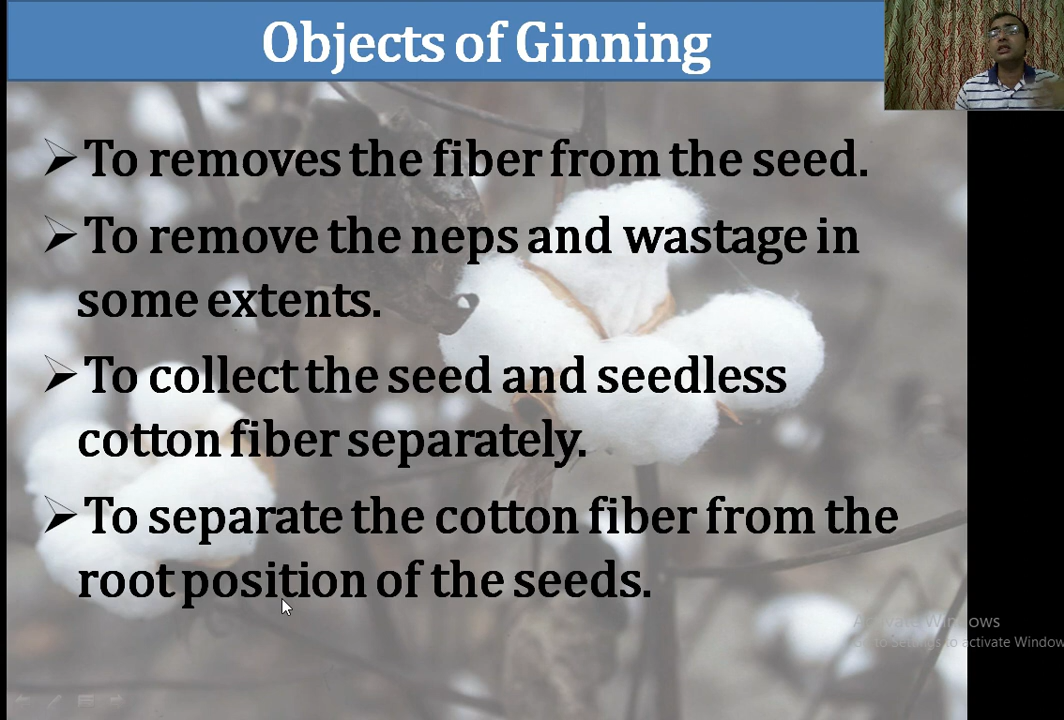 Objects of Ginning
➢To removes the fiber from the seed.
➢To remove the neps and wastage in
some extents.
➢To collect the seed and seedless
cotton fiber separately.
➢To separate the cotton fiber from the
root position of the seeds.
Activate Windows
Go to Settings to activate Window